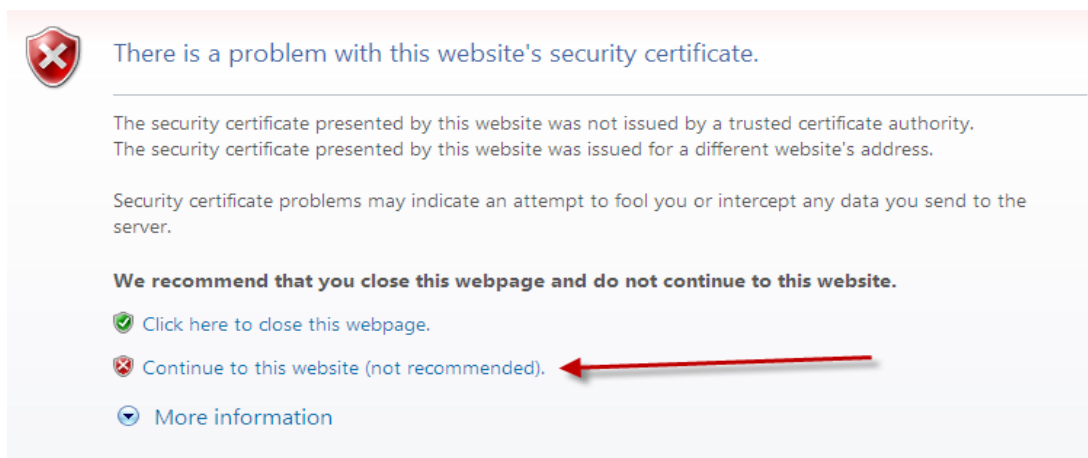 There is a problem with this website's security certificate.
The security certificate presented by this website was not issued by a trusted certificate authority.
The security certificate presented by this website was issued for a different website's address.
Security certificate problems may indicate an attempt to fool you or intercept any data you send to the
server.
We recommend that you close this webpage and do not continue to this website.
Click here to close this webpage.
Continue to this website (not recommended).
More information